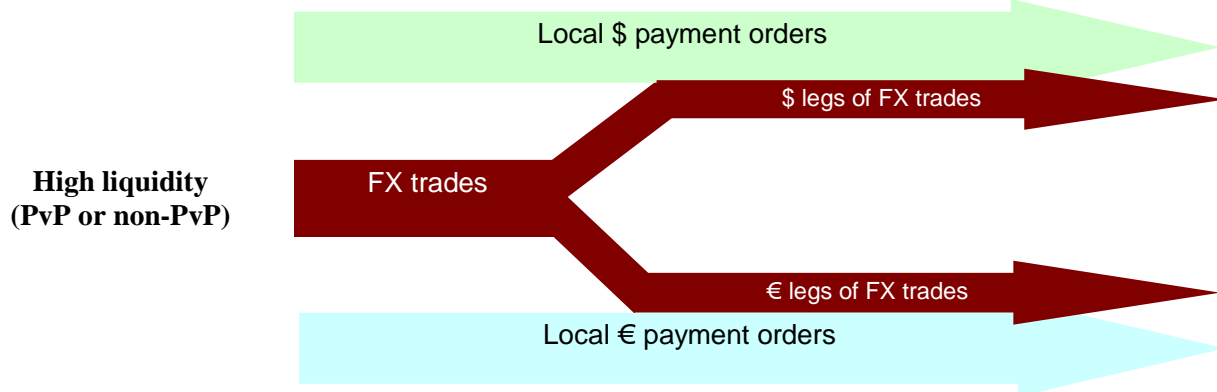 Local $ payment orders
$ legs of FX trades
High liquidity
(PvP or non-PvP)
FX trades
€ legs of FX trades
Local € payment orders